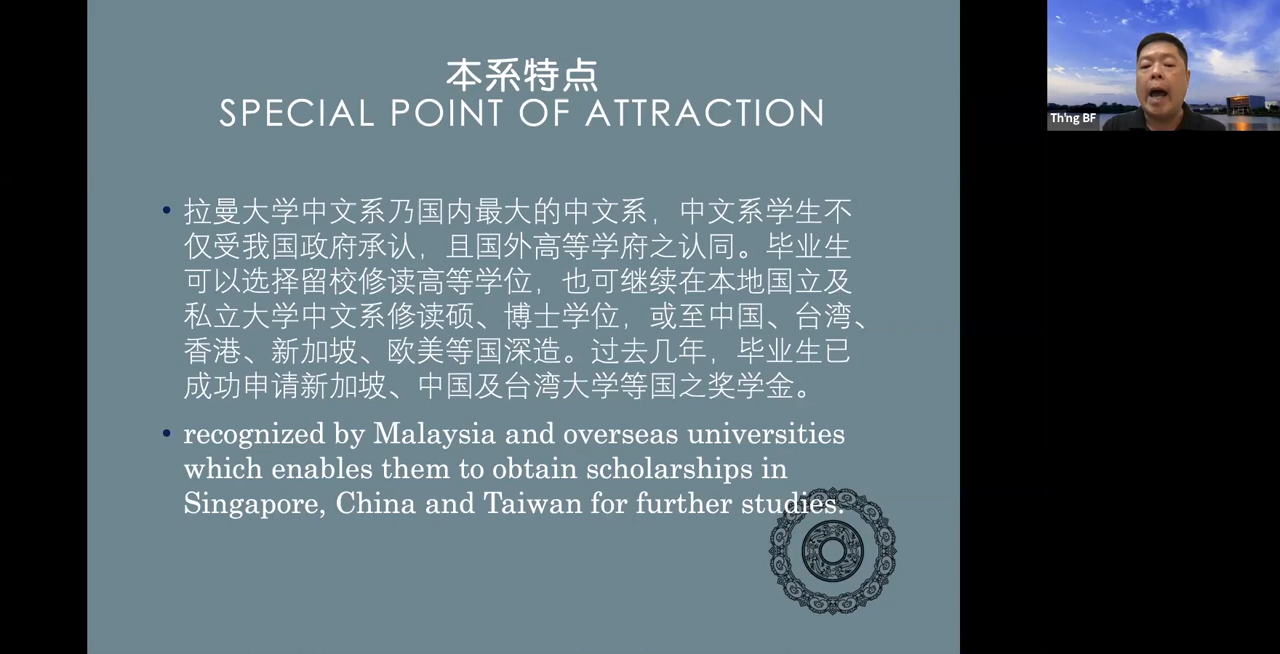 本系特点
SPECIAL POINT OF ATTRACTION
Th'ng BF
• 拉曼大学中文系乃国内最大的中文系，中文系学生不
仅受我国政府承认，且国外高等学府之认同。毕业生
可以选择留校修读高等学位，也可继续在本地国立及
私立大学中文系修读硕、博士学位，或至中国、台湾、
香港、新加坡、欧美等国深造。过去几年，毕业生已
成功申请新加坡、中国及台湾大学等国之奖学金。
• recognized by Malaysia and overseas universities
which enables them to obtain scholarships in
Singapore, China and Taiwan for further studies.